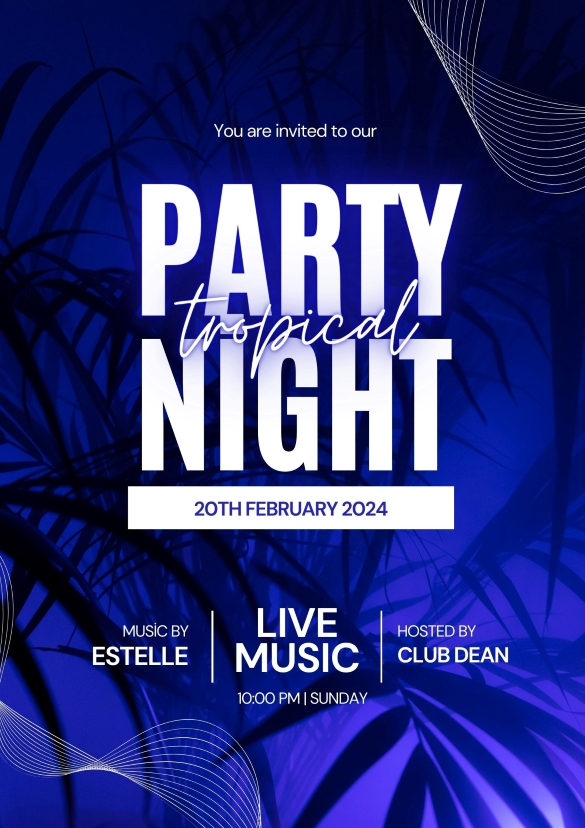 You are invited to our
PARTY
tropical
NIGHT
20TH FEBRUARY 2024
MUSİC BY
ESTELLE
LIVE
MUSIC
10:00 PM | SUNDAY
HOSTED BY
CLUB DEAN